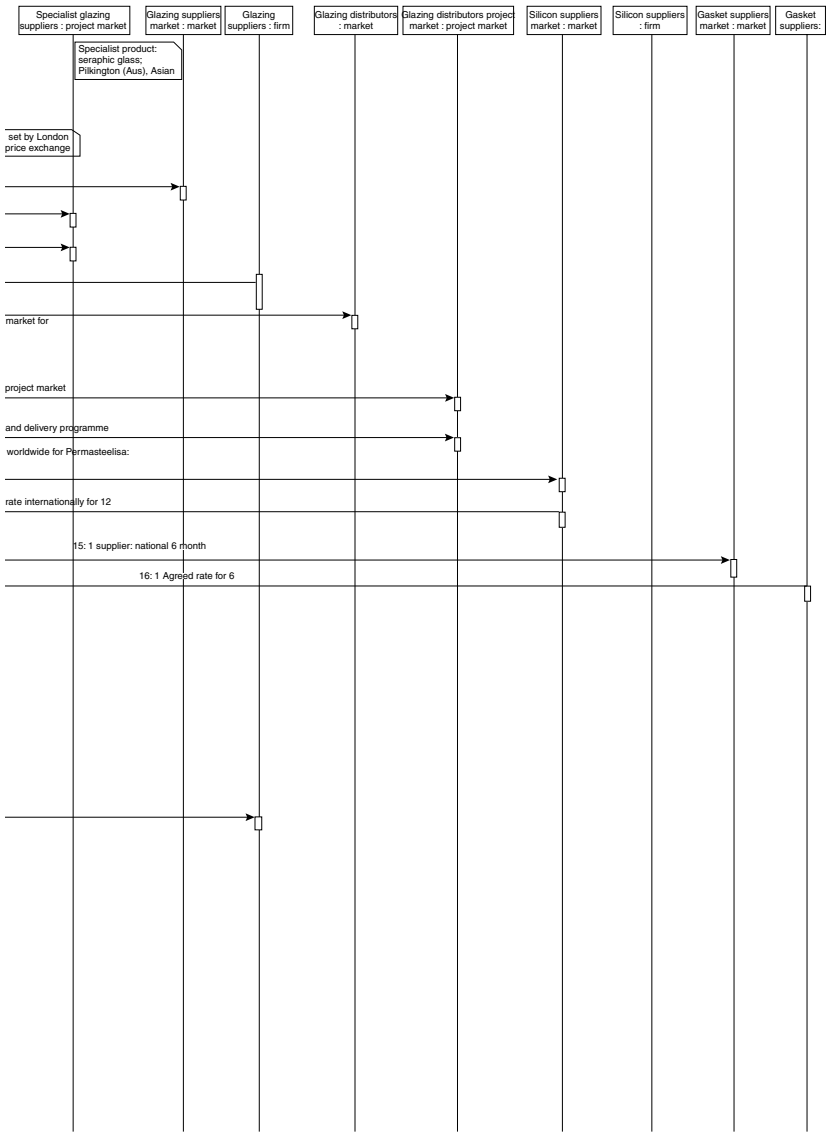 Specialist glazing
suppliers : project market
Glazing suppliers
market : market
Glazing
suppliers : firm
Glazing distributors
: market
Glazing distributors project
market : project market
Silicon suppliers
market : market
Silicon suppliers
: firm
Gasket suppliers
market : market
Gasket
suppliers:
Specialist product:
seraphic glass;
Pilkington (Aus), Asian
set by London
price exchange
market for
project market
and delivery programme
worldwide for Permasteelisa:
rate internationally for 12
15: 1 supplier: national 6 month
16: 1 Agreed rate for 6